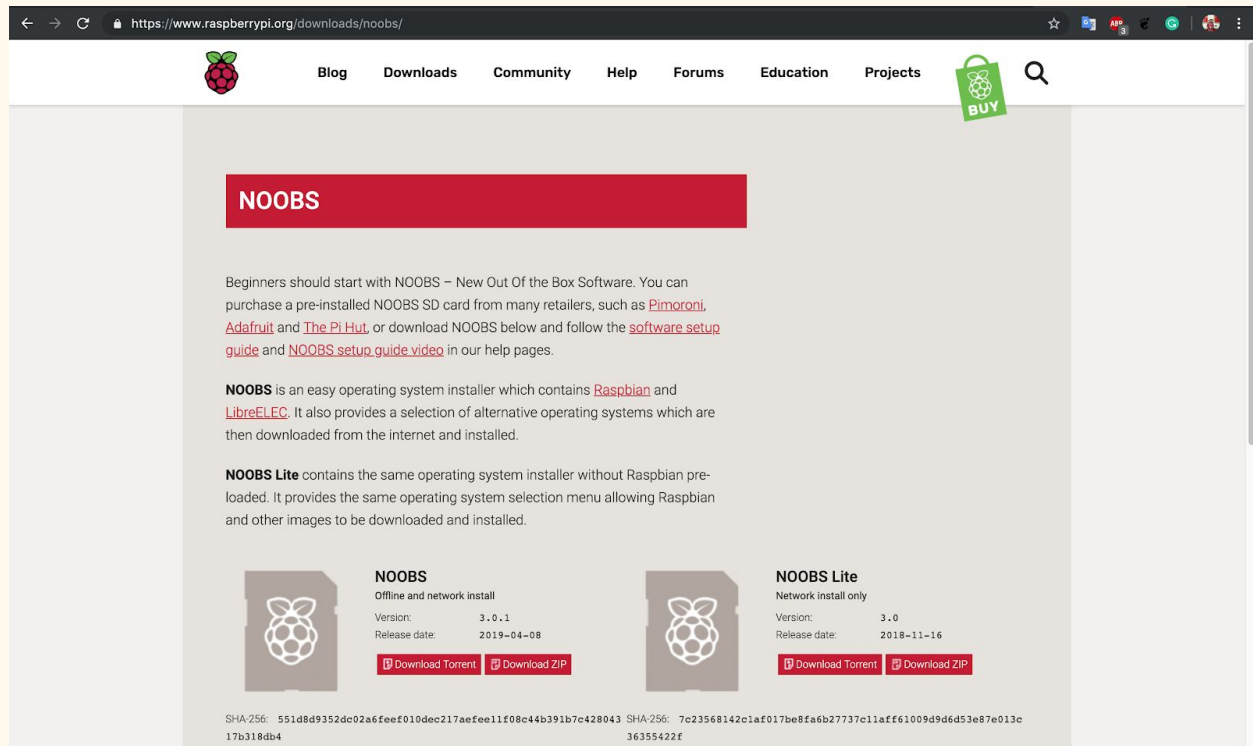 https://www.raspberrypi.org/downloads/noobs/
ABP
3
G
Blog Downloads Community Help Forums Education Projects
BUY
NOOBS
Beginners should start with NOOBS – New Out Of the Box Software. You can
purchase a pre-installed NOOBS SD card from many retailers, such as Pimoroni,
Adafruit and The Pi Hut, or download NOOBS below and follow the software setup
guide and NOOBS setup guide video in our help pages.
NOOBS is an easy operating system installer which contains Raspbian and
LibreELEC. It also provides a selection of alternative operating systems which are
then downloaded from the internet and installed.
NOOBS Lite contains the same operating system installer without Raspbian pre-
loaded. It provides the same operating system selection menu allowing Raspbian
and other images to be downloaded and installed.
NOOBS
Offline and network install
Version: 3.0.1
Release date: 2019-04-08
Download Torrent Download ZIP
SHA-256: 551d8d9352dc02a6feef010dec217aefee11f08c44b391b7c428043
17b318db4
NOOBS Lite
Network install only
Version: 3.0
Release date: 2018-11-16
Download Torrent Download ZIP
SHA-256: 7c23568142c1af017be8fa6b27737c11aff61009d9d6d53e87e013c
36355422f